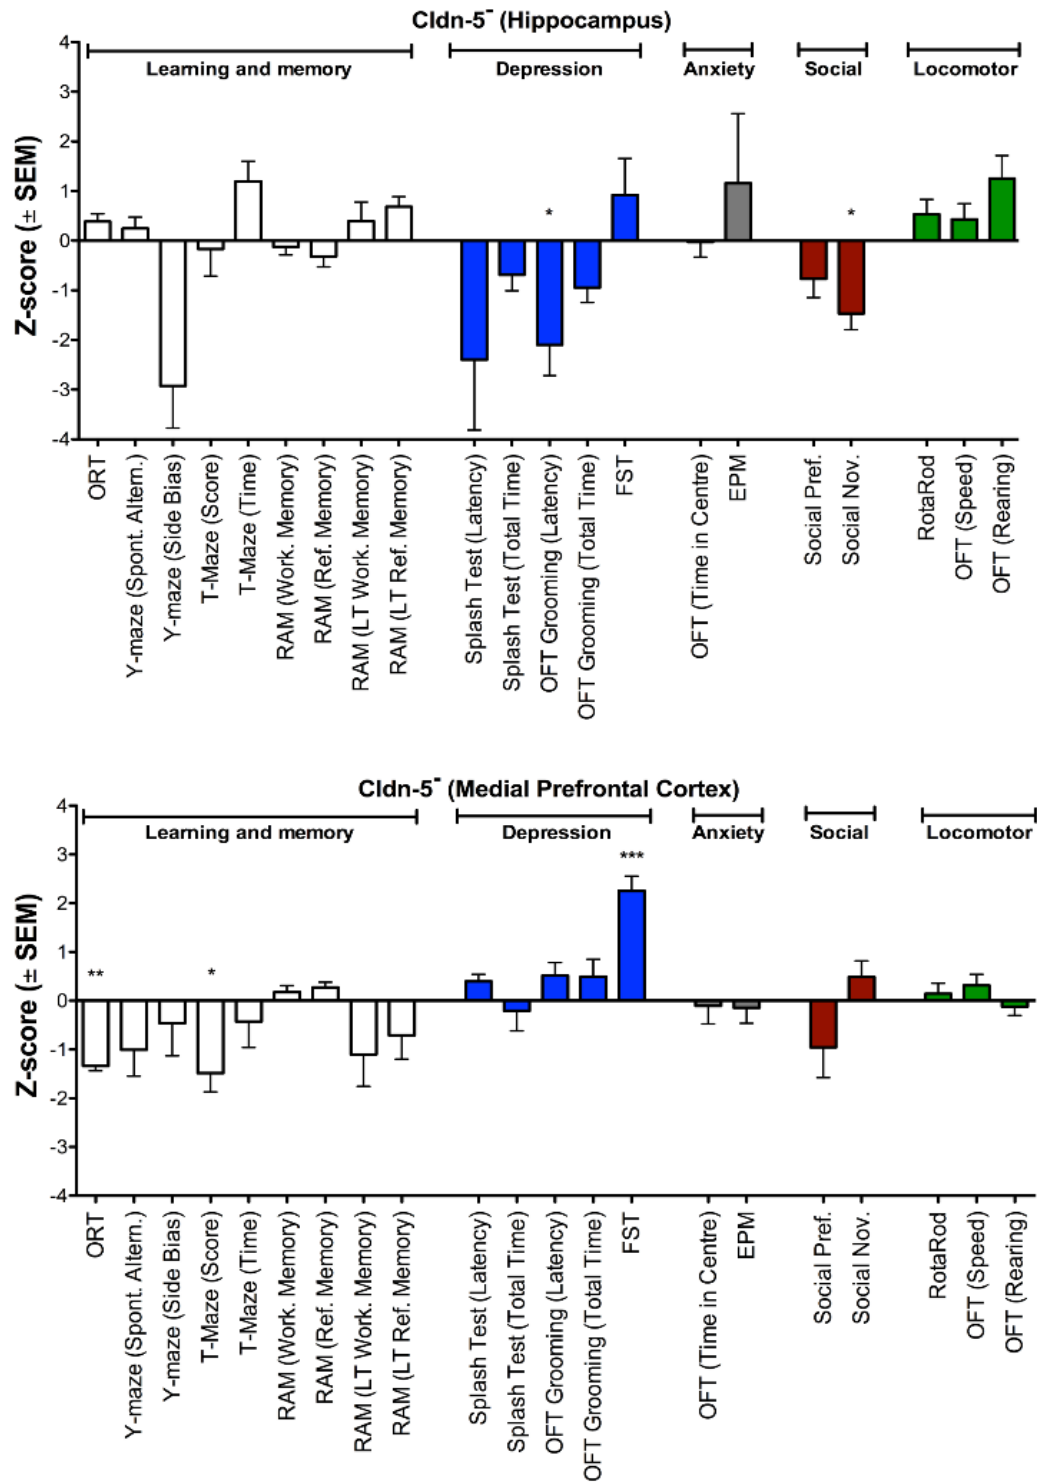 Cldn-5⁻ (Hippocampus)
Learning and memory
Depression
Anxiety
Social
Locomotor
Z-score (± SEM)
4
3
2
1
0
-1
-2
-3
-4
*
*
ORT
Y-maze (Spont. Altern.)
Y-maze (Side Bias)
T-Maze (Score)
T-Maze (Time)
RAM (Work. Memory)
RAM (Ref. Memory)
RAM (LT Work. Memory)
RAM (LT Ref. Memory)
Splash Test (Latency)
Splash Test (Total Time)
OFT Grooming (Latency)
OFT Grooming (Total Time)
FST
OFT (Time in Centre)
EPM
Social Pref.
Social Nov.
RotaRod
OFT (Speed)
OFT (Rearing)
Cldn-5⁻ (Medial Prefrontal Cortex)
Learning and memory
Depression
Anxiety
Social
Locomotor
Z-score (± SEM)
4
3
2
1
0
-1
-2
-3
-4
**
*
***
ORT
Y-maze (Spont. Altern.)
Y-maze (Side Bias)
T-Maze (Score)
T-Maze (Time)
RAM (Work. Memory)
RAM (Ref. Memory)
RAM (LT Work. Memory)
RAM (LT Ref. Memory)
Splash Test (Latency)
Splash Test (Total Time)
OFT Grooming (Latency)
OFT Grooming (Total Time)
FST
OFT (Time in Centre)
EPM
Social Pref.
Social Nov.
RotaRod
OFT (Speed)
OFT (Rearing)